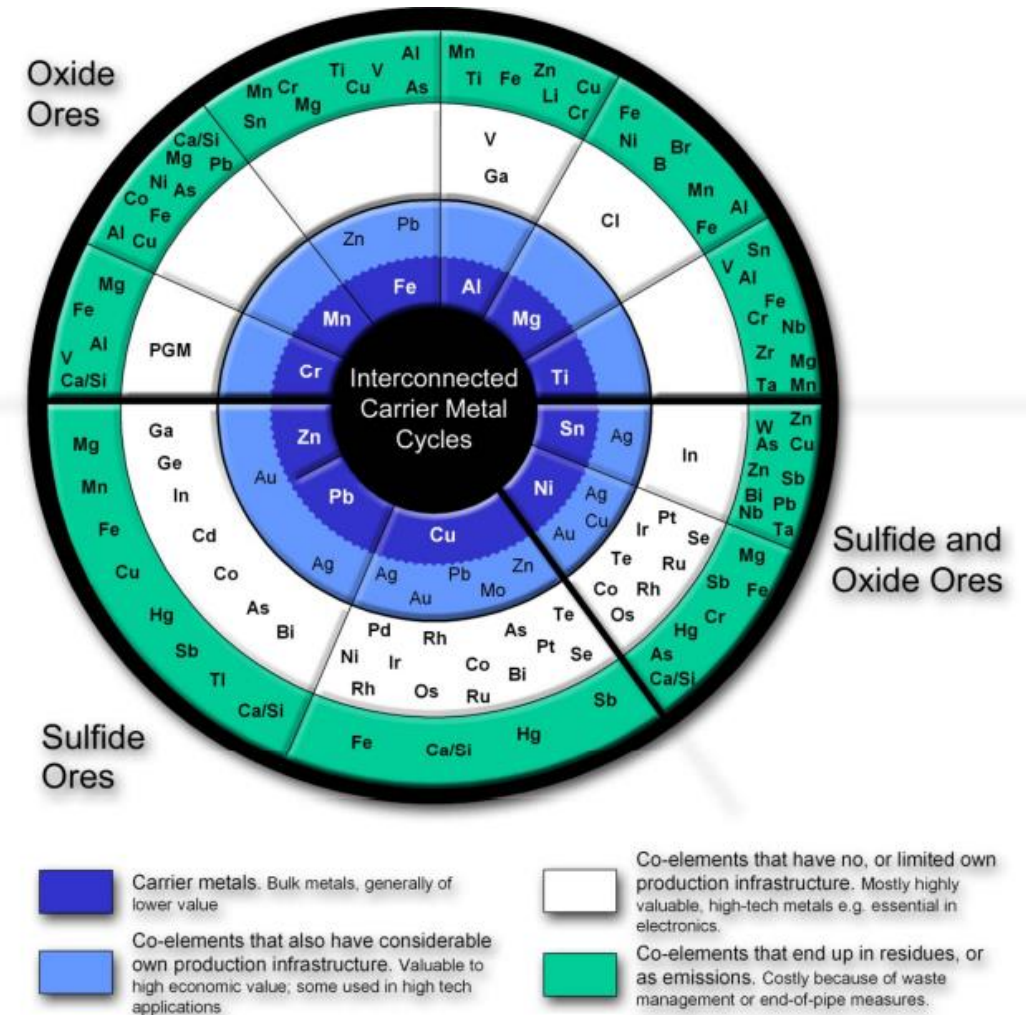 Oxide
Ores
Mn Cr Mg Sn Ti Cu V Al As
Mn Ti Fe Zn Li Cu Cr
Fe Ni B Br Mn Al Fe
Sn V Al Fe Cr Nb Zr Mg Ta Mn
Ca/Si Mg Pb Ni As Co Fe Al Cu
Mg Fe Al V Ca/Si
V
Ga
Cl
PGM
Zn Pb
Fe
Al
Mn
Mg
Cr
Ti
Interconnected
Carrier Metal
Cycles
Zn
Pb
Cu
Ni
Sn
Ag
Ag
Cu
Au
Au
Ag
Ag Au Pb Mo Zn
In
Ir Pt Se Te Ru Co Rh Os
Ga
Ge
In
Cd
Co
As
Bi
Pd Rh As Te Ni Ir Co Pt Se Bi Rh Os Ru
W Zn As Cu Zn Sb Bi Pb Nb Ta
Mg Sb Fe Cr Hg As Ca/Si
Mg
Mn
Fe
Cu
Hg
Sb
Tl
Ca/Si
Fe Ca/Si Hg Sb
Sulfide and
Oxide Ores
Sulfide
Ores
Carrier metals. Bulk metals, generally of
lower value
Co-elements that also have considerable
own production infrastructure. Valuable to
high economic value; some used in high tech
applications
Co-elements that have no, or limited own
production infrastructure. Mostly highly
valuable, high-tech metals e.g. essential in
electronics.
Co-elements that end up in residues, or
as emissions. Costly because of waste
management or end-of-pipe measures.